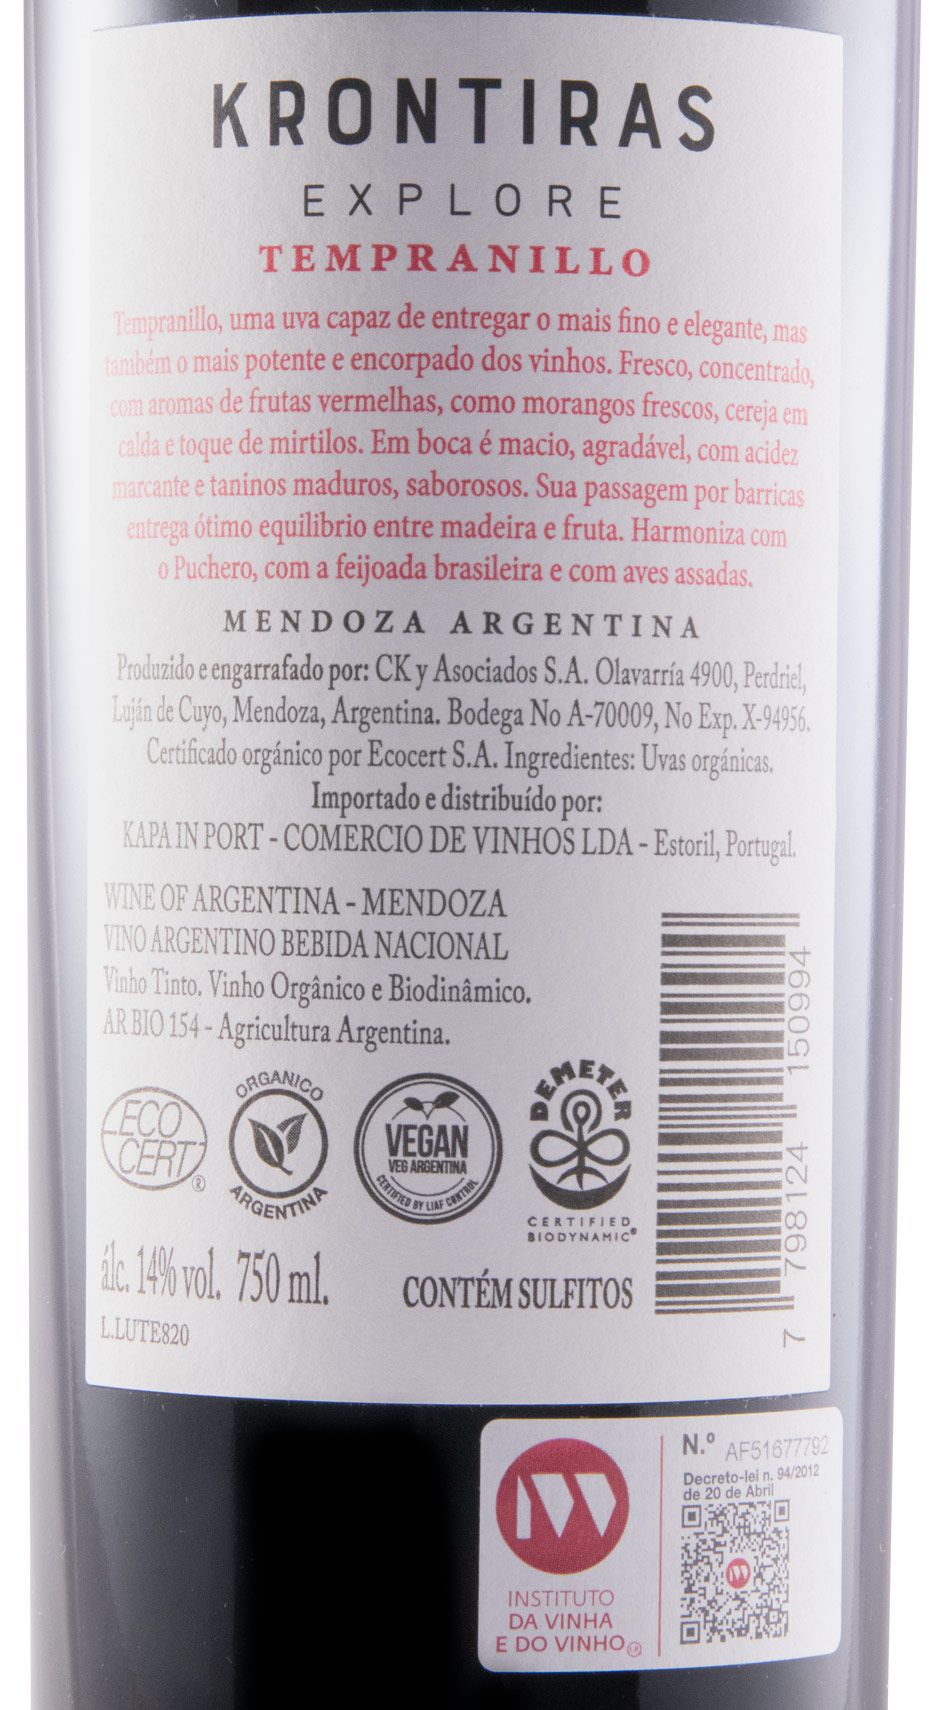 KRONTIRAS
EXPLORE
TEMPRANILLO
Tempranillo, uma uva capaz de entregar o mais fino e elegante, mas
também o mais potente e encorpado dos vinhos. Fresco, concentrado,
com aromas de frutas vermelhas, como morangos frescos, cereja em
calda e toque de mirtilos. Em boca é macio, agradável, com acidez
marcante e taninos maduros, saborosos. Sua passagem por barricas
entrega ótimo equilibrio entre madeira e fruta. Harmoniza com
o Puchero, com a feijoada brasileira e com aves assadas.
MENDOZA ARGENTINA
Produzido e engarrafado por: CK y Asociados S.A. Olavarría 4900, Perdriel,
Luján de Cuyo, Mendoza, Argentina. Bodega No A-70009, No Exp. X-94956.
Certificado orgánico por Ecocert S.A. Ingredientes: Uvas orgánicas.
Importado e distribuído por:
KAPA IN PORT - COMERCIO DE VINHOS LDA - Estoril, Portugal.
WINE OF ARGENTINA - MENDOZA
VINO ARGENTINO BEBIDA NACIONAL
Vinho Tinto. Vinho Orgânico e Biodinâmico.
AR BIO 154 - Agricultura Argentina.
ECO
CERT
®
ORGANICO
ARGENTINA
VEGAN
VEG ARGENTINA
CERTIFIED BY LIAF CONTROL
DEMETER
CERTIFIED
BIODYNAMIC®
7 798124 150994
álc. 14% vol. 750 ml.
CONTÉM SULFITOS
L.LUTE820
INSTITUTO
DA VINHA
E DO VINHO I.P.
N.º AF51677792
Decreto-lei n. 94/2012
de 20 de Abril